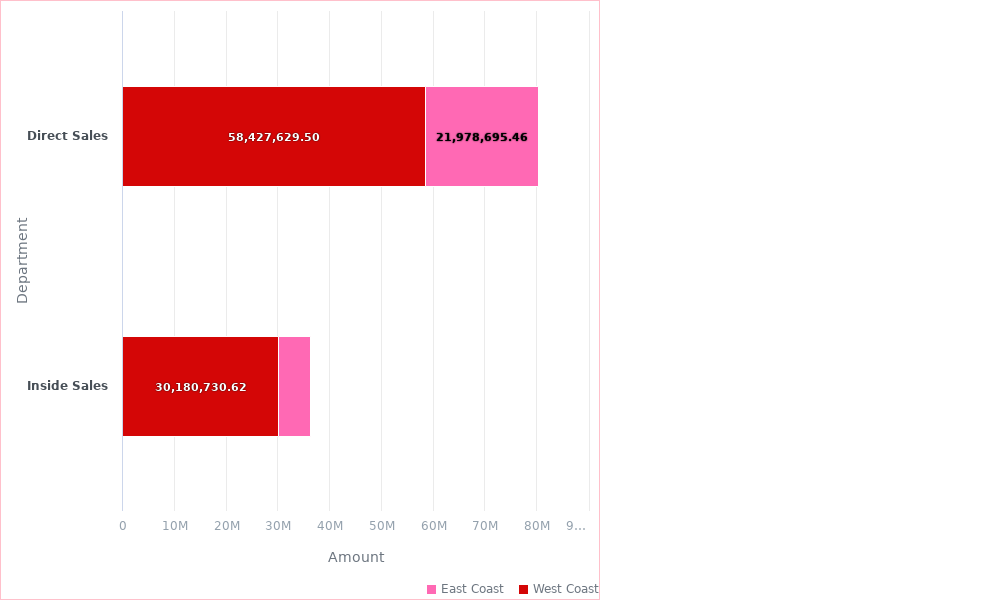 Direct Sales
58,427,629.50
21,978,695.46
Department
Inside Sales
30,180,730.62
0 10M 20M 30M 40M 50M 60M 70M 80M 9...
Amount
East Coast West Coast